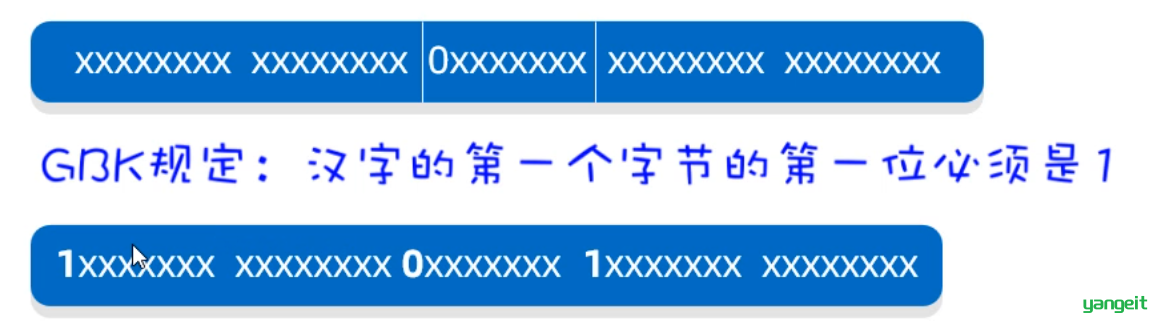 xxxxxxxx xxxxxxxx 0xxxxxxx xxxxxxxx xxxxxxxx
GBK规定：汉字的第一个字节的第一位必须是1
1xxxxxxx xxxxxxxx 0xxxxxxx 1xxxxxxx xxxxxxxx
yangeit